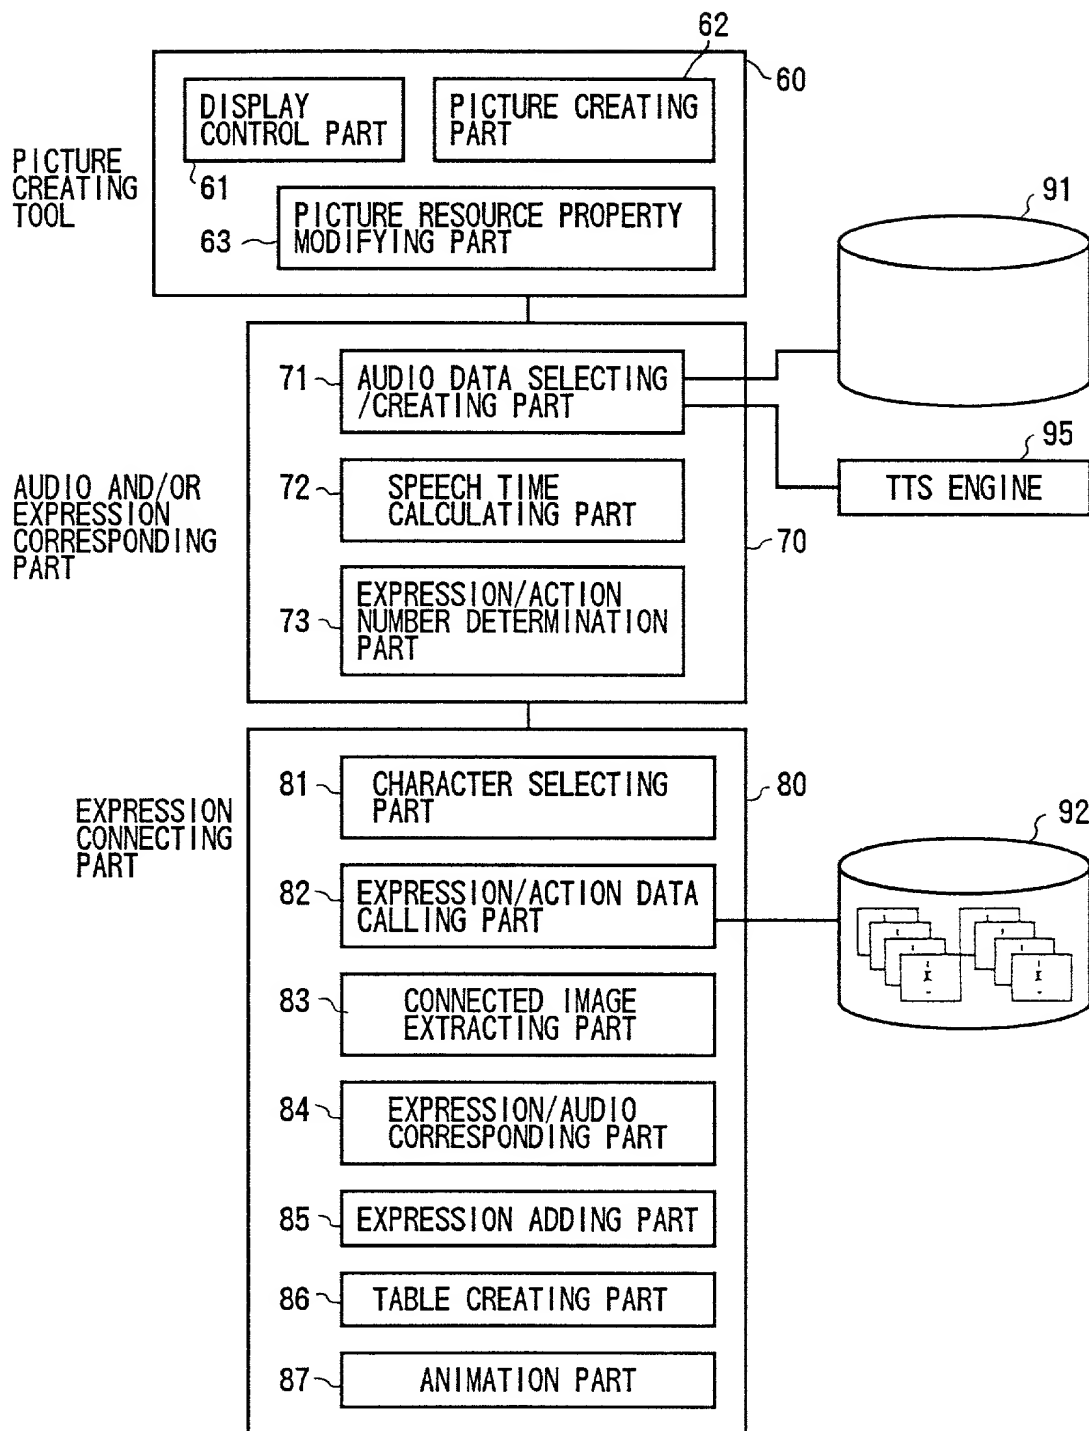 62
60
DISPLAY
CONTROL PART
PICTURE CREATING
PART
61
PICTURE
CREATING
TOOL
63
PICTURE RESOURCE PROPERTY
MODIFYING PART
91
71
AUDIO DATA SELECTING
/CREATING PART
95
TTS ENGINE
AUDIO AND/OR
EXPRESSION
CORRESPONDING
PART
72
SPEECH TIME
CALCULATING PART
70
73
EXPRESSION/ACTION
NUMBER DETERMINATION
PART
81
CHARACTER SELECTING
PART
80
EXPRESSION
CONNECTING
PART
92
82
EXPRESSION/ACTION DATA
CALLING PART
83
CONNECTED IMAGE
EXTRACTING PART
84
EXPRESSION/AUDIO
CORRESPONDING PART
85
EXPRESSION ADDING PART
86
TABLE CREATING PART
87
ANIMATION PART